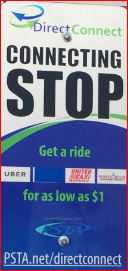 DirectConnect
CONNECTING
STOP
Get a ride
UBER
UNITED TAXI
for as low as $1
PSTA
PSTA.net/directconnect